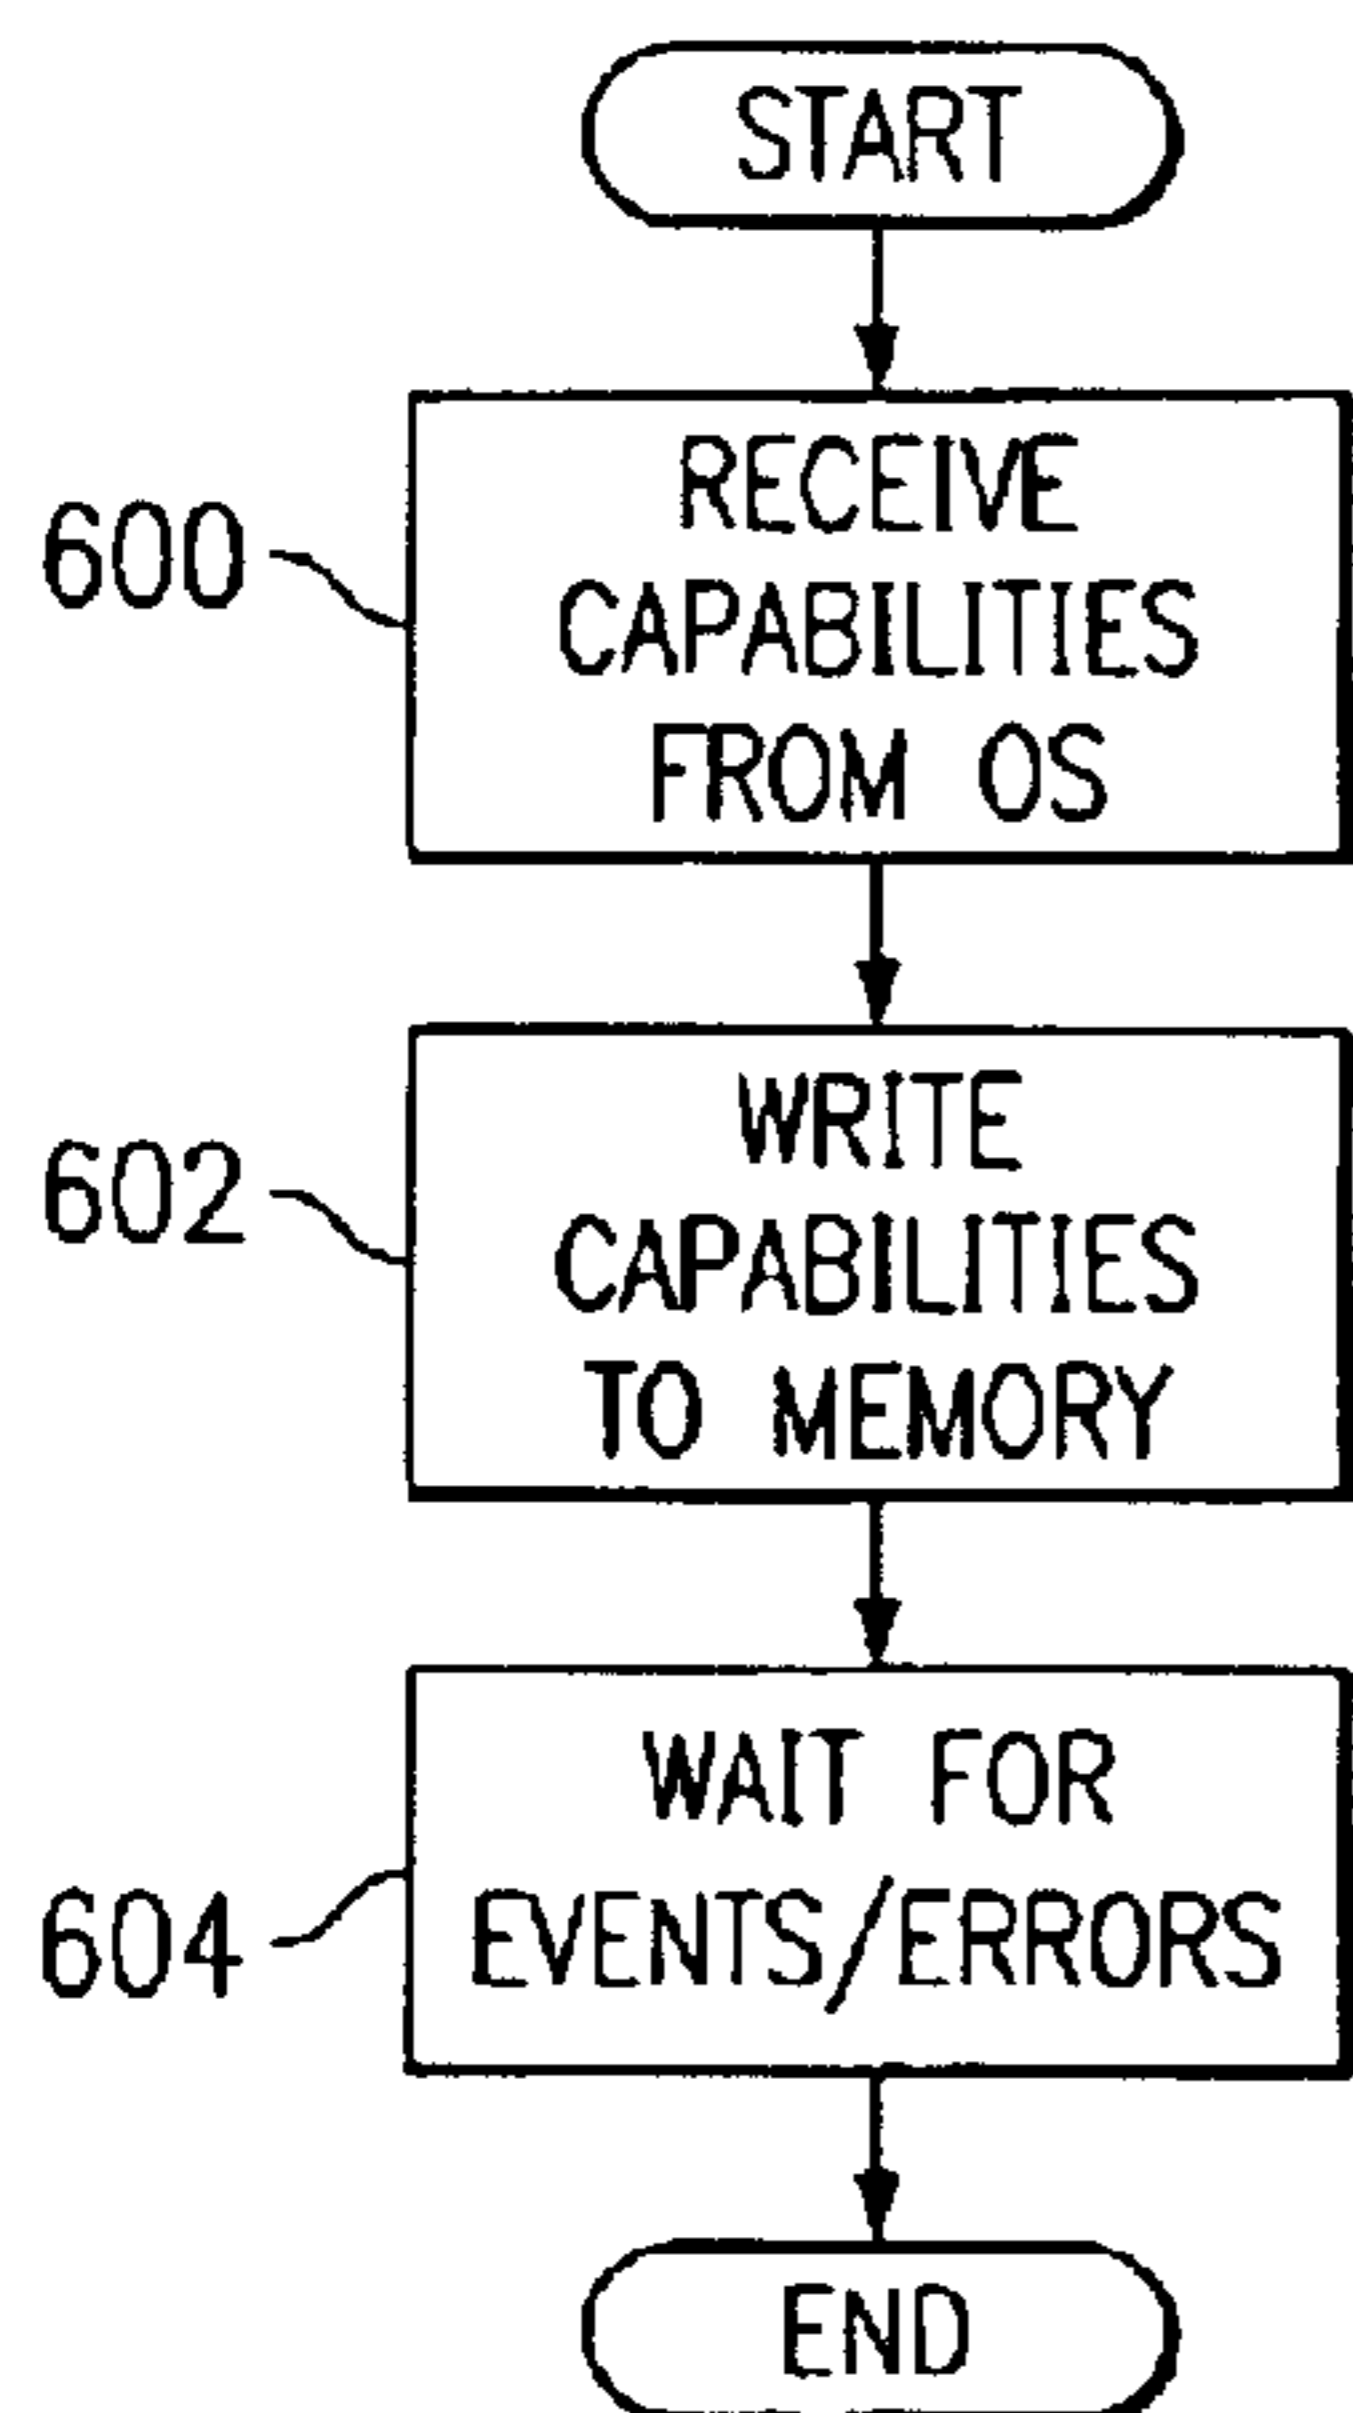 START
600
RECEIVE
CAPABILITIES
FROM OS
602
WRITE
CAPABILITIES
TO MEMORY
604
WAIT FOR
EVENTS/ERRORS
END